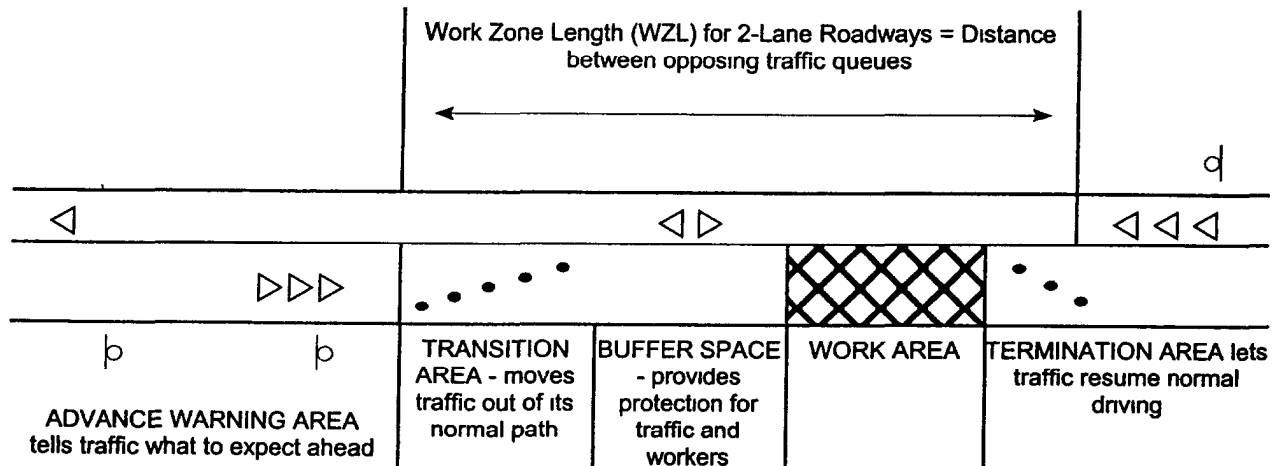 Work Zone Length (WZL) for 2-Lane Roadways = Distance
between opposing traffic queues
ADVANCE WARNING AREA
tells traffic what to expect ahead
TRANSITION
AREA - moves
traffic out of its
normal path
BUFFER SPACE
- provides
protection for
traffic and
workers
WORK AREA
TERMINATION AREA lets
traffic resume normal
driving